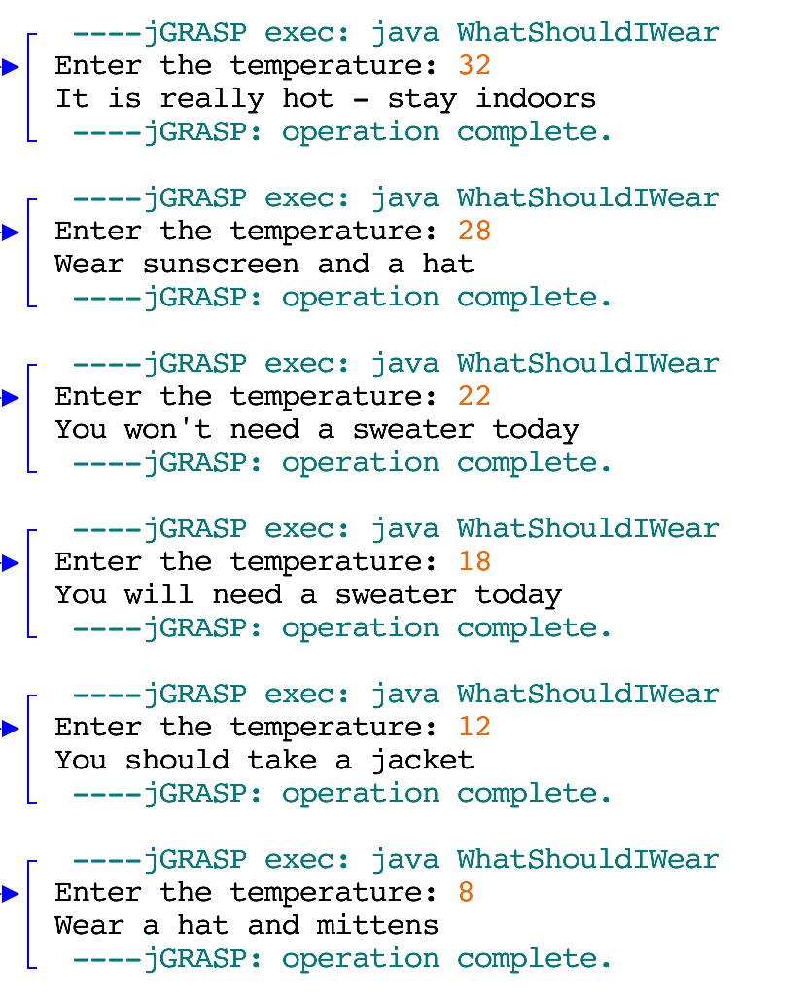 ----jGRASP exec: java WhatShouldIWear
Enter the temperature: 32
It is really hot - stay indoors
----jGRASP: operation complete.
----jGRASP exec: java WhatShouldIWear
Enter the temperature: 28
Wear sunscreen and a hat
----jGRASP: operation complete.
----jGRASP exec: java WhatShouldIWear
Enter the temperature: 22
You won't need a sweater today
----jGRASP: operation complete.
----jGRASP exec: java WhatShouldIWear
Enter the temperature: 18
You will need a sweater today
----jGRASP: operation complete.
----jGRASP exec: java WhatShouldIWear
Enter the temperature: 12
You should take a jacket
----jGRASP: operation complete.
----jGRASP exec: java WhatShouldIWear
Enter the temperature: 8
Wear a hat and mittens
----jGRASP: operation complete.